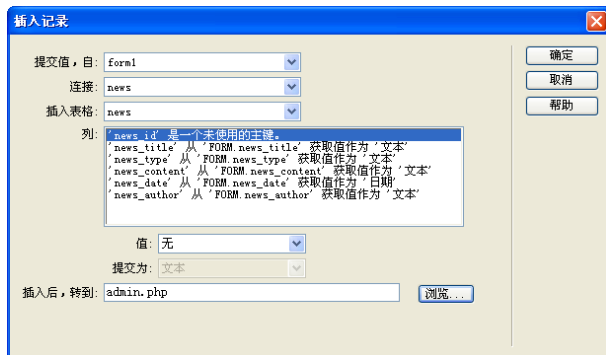 插入记录
提交值，自: form1
确定
连接: news
取消
插入表格: news
帮助
列: 'news_id' 是一个未使用的主键。
'news_title' 从 'FORM.news_title' 获取值作为 '文本'
'news_type' 从 'FORM.news_type' 获取值作为 '文本'
'news_content' 从 'FORM.news_content' 获取值作为 '文本'
'news_date' 从 'FORM.news_date' 获取值作为 '日期'
'news_author' 从 'FORM.news_author' 获取值作为 '文本'
值: 无
提交为: 文本
插入后，转到: admin.php 浏览...